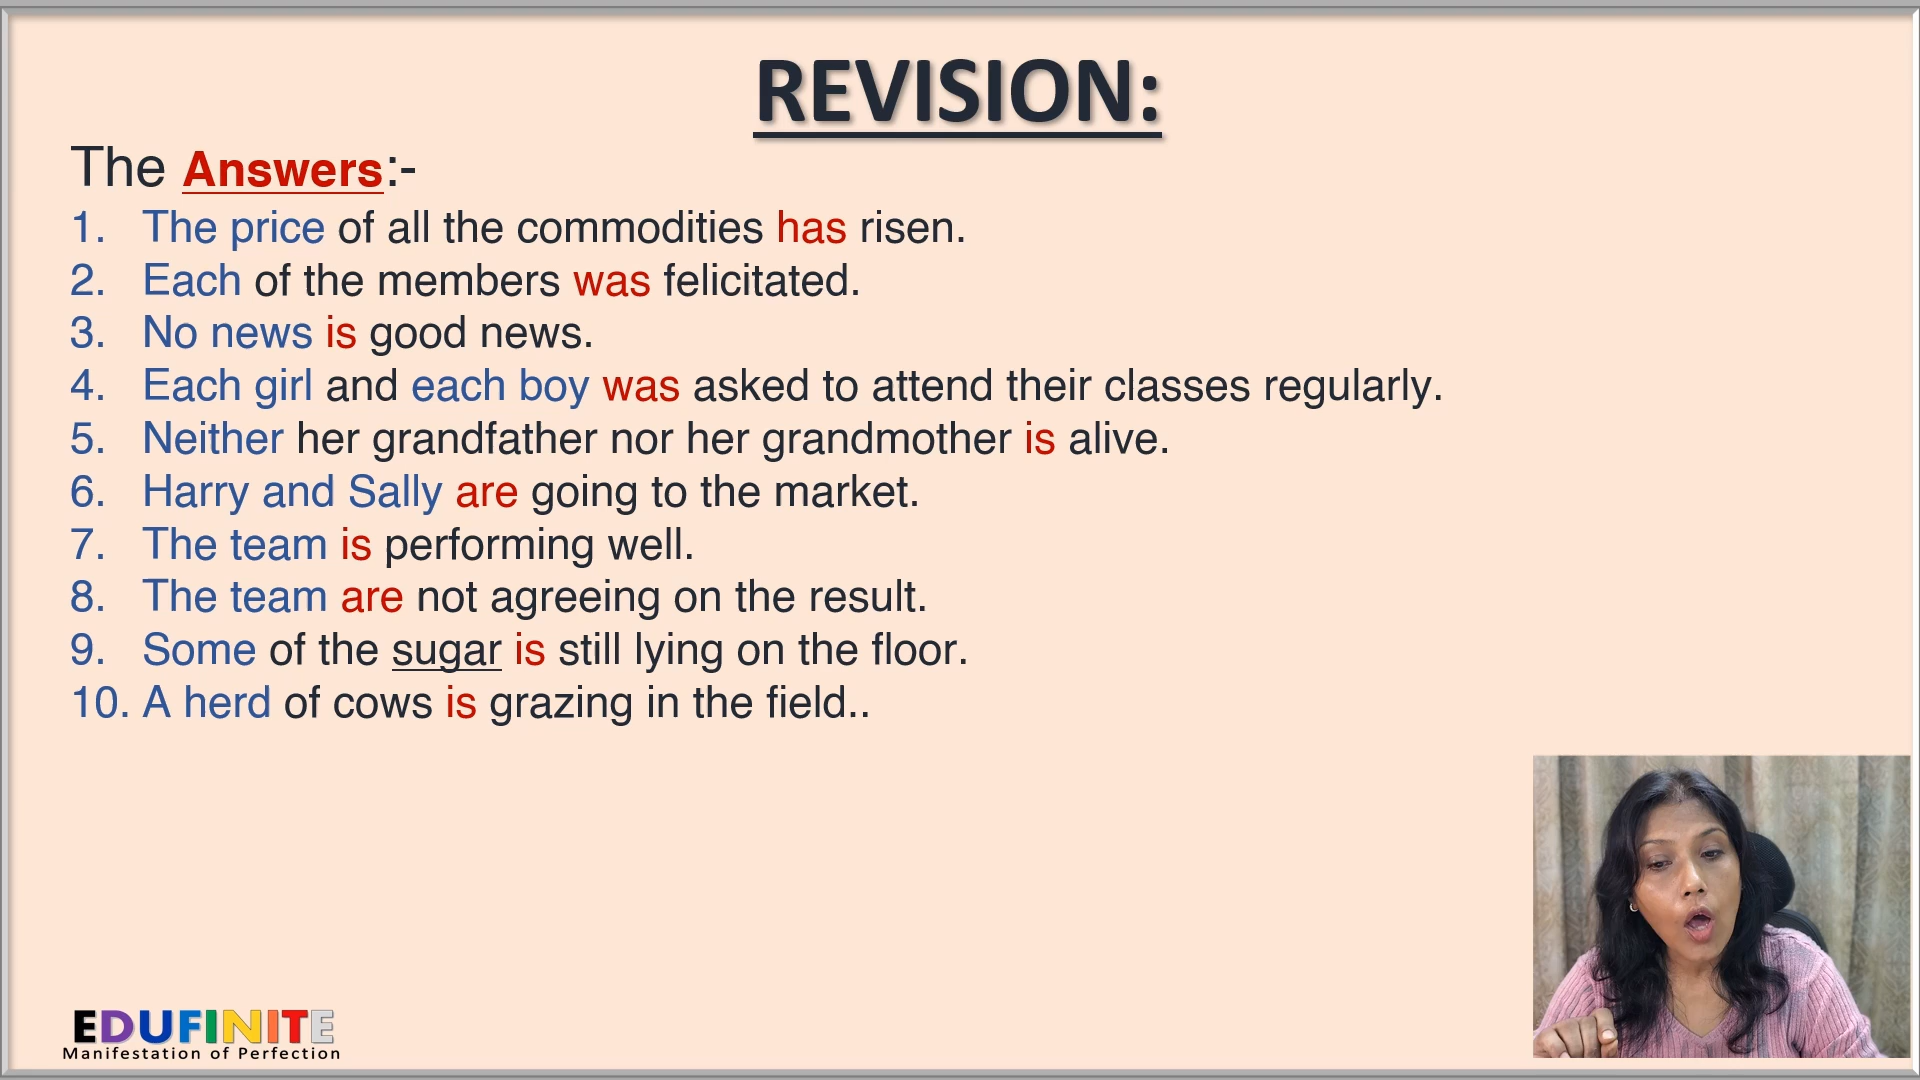 REVISION:
The Answers:-
1. The price of all the commodities has risen.
2. Each of the members was felicitated.
3. No news is good news.
4. Each girl and each boy was asked to attend their classes regularly.
5. Neither her grandfather nor her grandmother is alive.
6. Harry and Sally are going to the market.
7. The team is performing well.
8. The team are not agreeing on the result.
9. Some of the sugar is still lying on the floor.
10. A herd of cows is grazing in the field..
EDUFINITE
Manifestation of Perfection